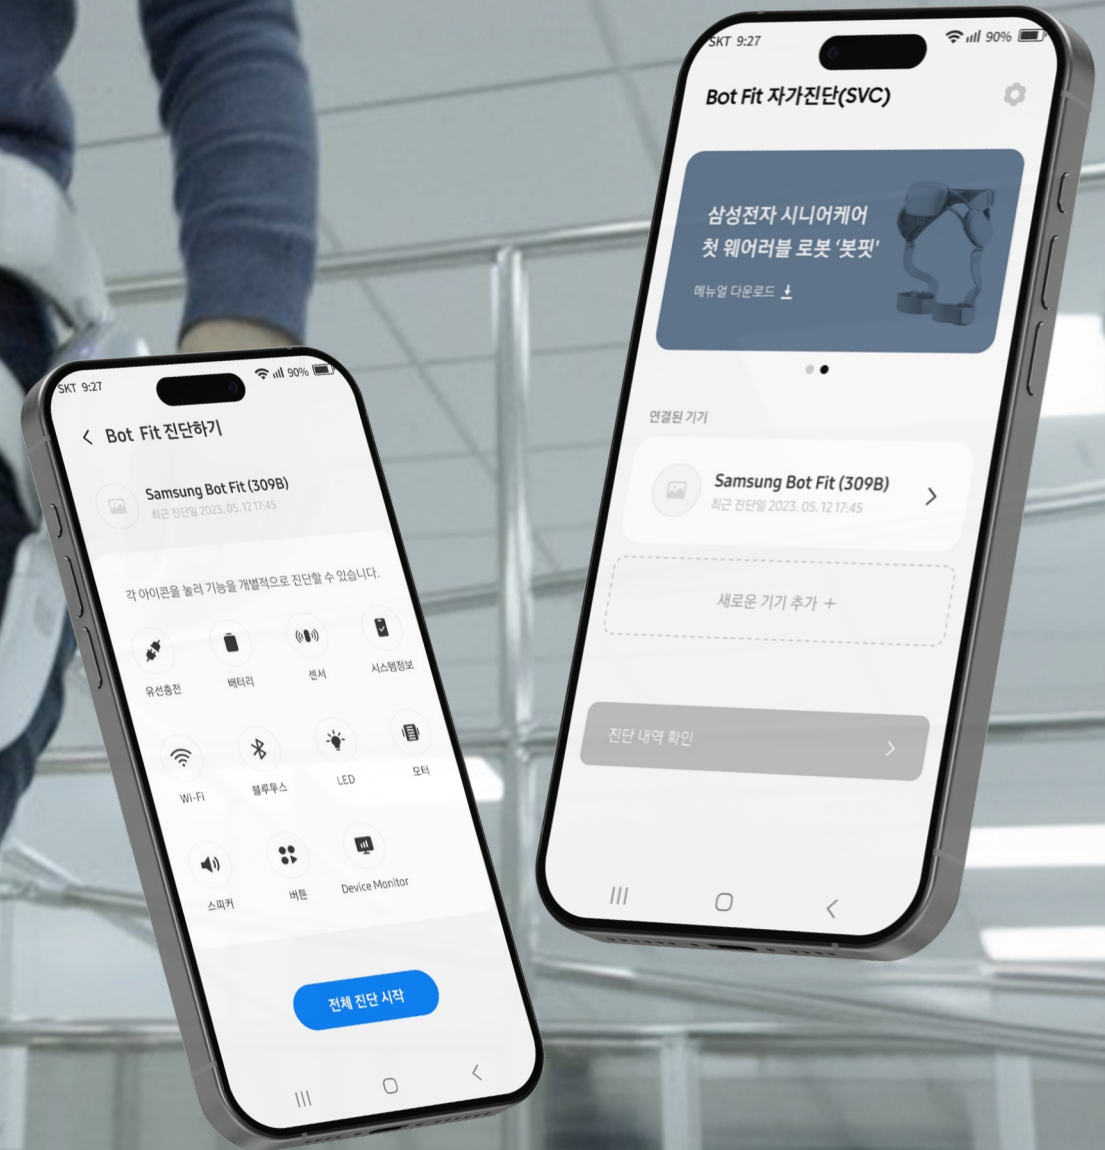 SKT 9:27
90%
Bot Fit 자가진단(SVC)
삼성전자 시니어케어
첫 웨어러블 로봇 ‘봇핏'
메뉴얼 다운로드
연결된 기기
Samsung Bot Fit (309B)
최근 진단일 2023. 05. 12 17:45
새로운 기기 추가 +
진단 내역 확인
SKT 9:27
90%
Bot Fit 진단하기
Samsung Bot Fit (309B)
최근 진단일 2023. 05. 12 17:45
각 아이콘을 눌러 기능을 개별적으로 진단할 수 있습니다.
유선충전
배터리
센서
시스템정보
Wi-Fi
블루투스
LED
모터
스피커
버튼
Device Monitor
전체 진단 시작